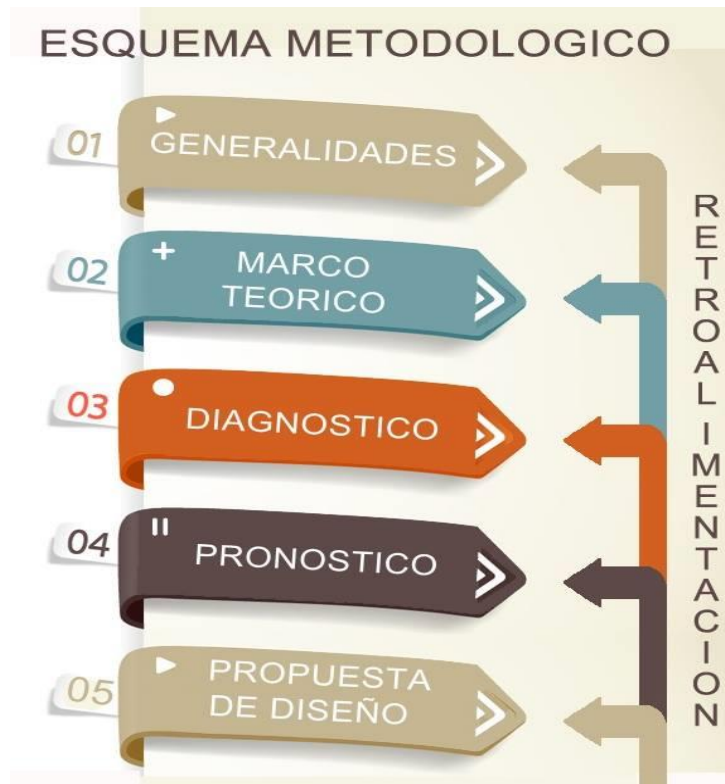 ESQUEMA METODOLOGICO
01
GENERALIDADES
02
MARCO
TEORICO
03
DIAGNOSTICO
04
PRONOSTICO
05
PROPUESTA
DE DISEÑO
RETROALIMENTACION